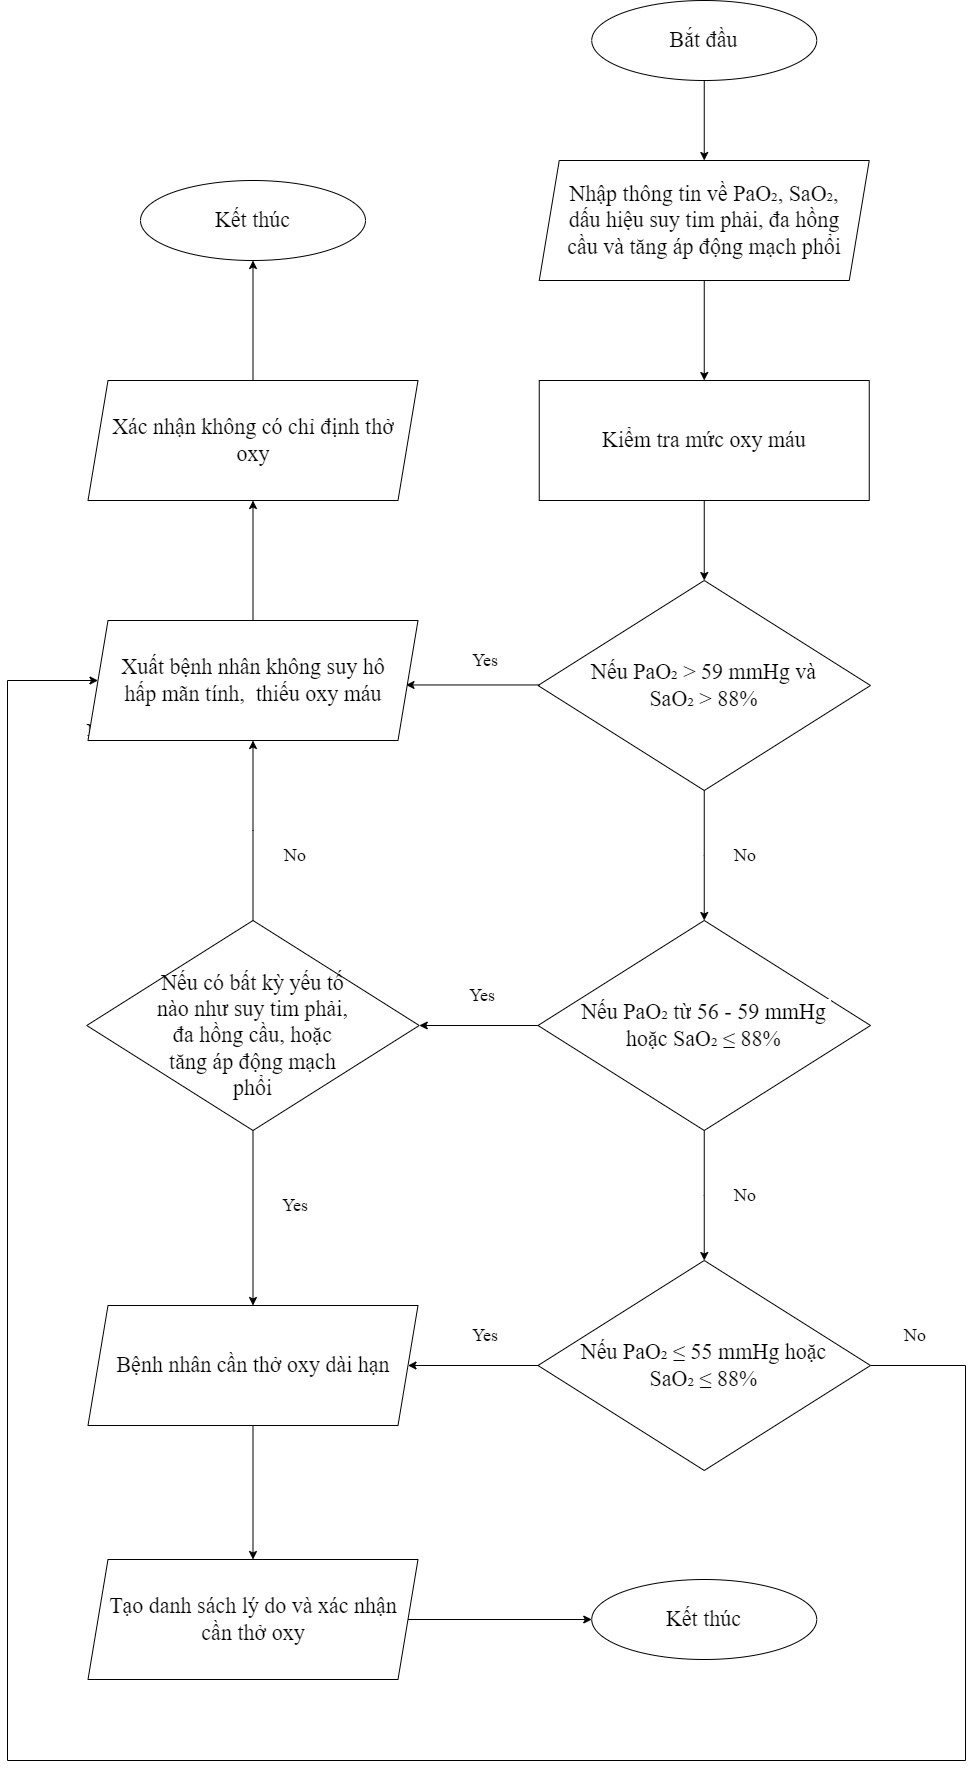 Bắt đầu
Nhập thông tin về PaO₂, SaO₂,
dấu hiệu suy tim phải, đa hồng
cầu và tăng áp động mạch phổi
Kết thúc
Xác nhận không có chỉ định thở
oxy
Kiểm tra mức oxy máu
Xuất bệnh nhân không suy hô
hấp mãn tính, thiếu oxy máu
Yes
Nếu PaO₂ > 59 mmHg và
SaO₂ > 88%
No
No
Nếu có bất kỳ yếu tố
nào như suy tim phải,
đa hồng cầu, hoặc
tăng áp động mạch
phổi
Yes
Nếu PaO₂ từ 56 - 59 mmHg
hoặc SaO₂ ≤ 88%
Yes
No
Bệnh nhân cần thở oxy dài hạn
Yes
Nếu PaO₂ ≤ 55 mmHg hoặc
SaO₂ ≤ 88%
No
Tạo danh sách lý do và xác nhận
cần thở oxy
Kết thúc